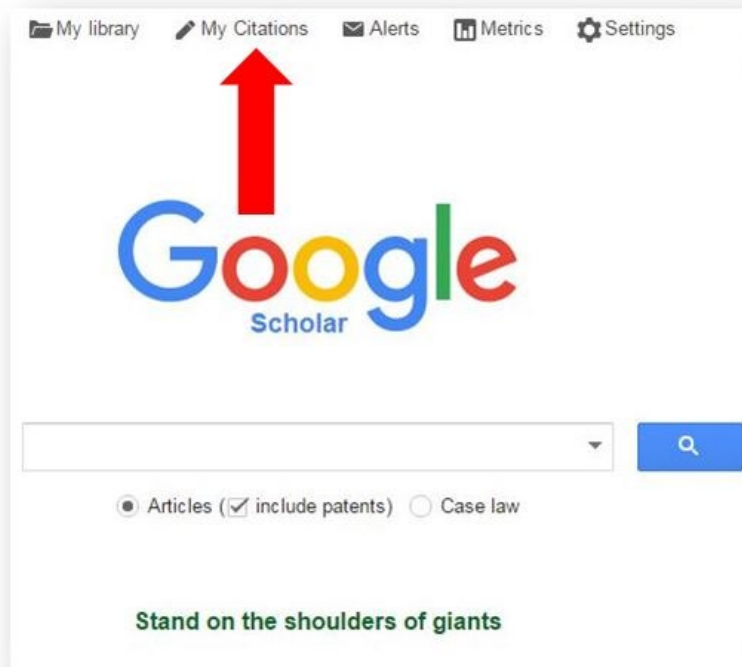 My library My Citations Alerts Metrics Settings
Google
Scholar
Articles (include patents) Case law
Stand on the shoulders of giants